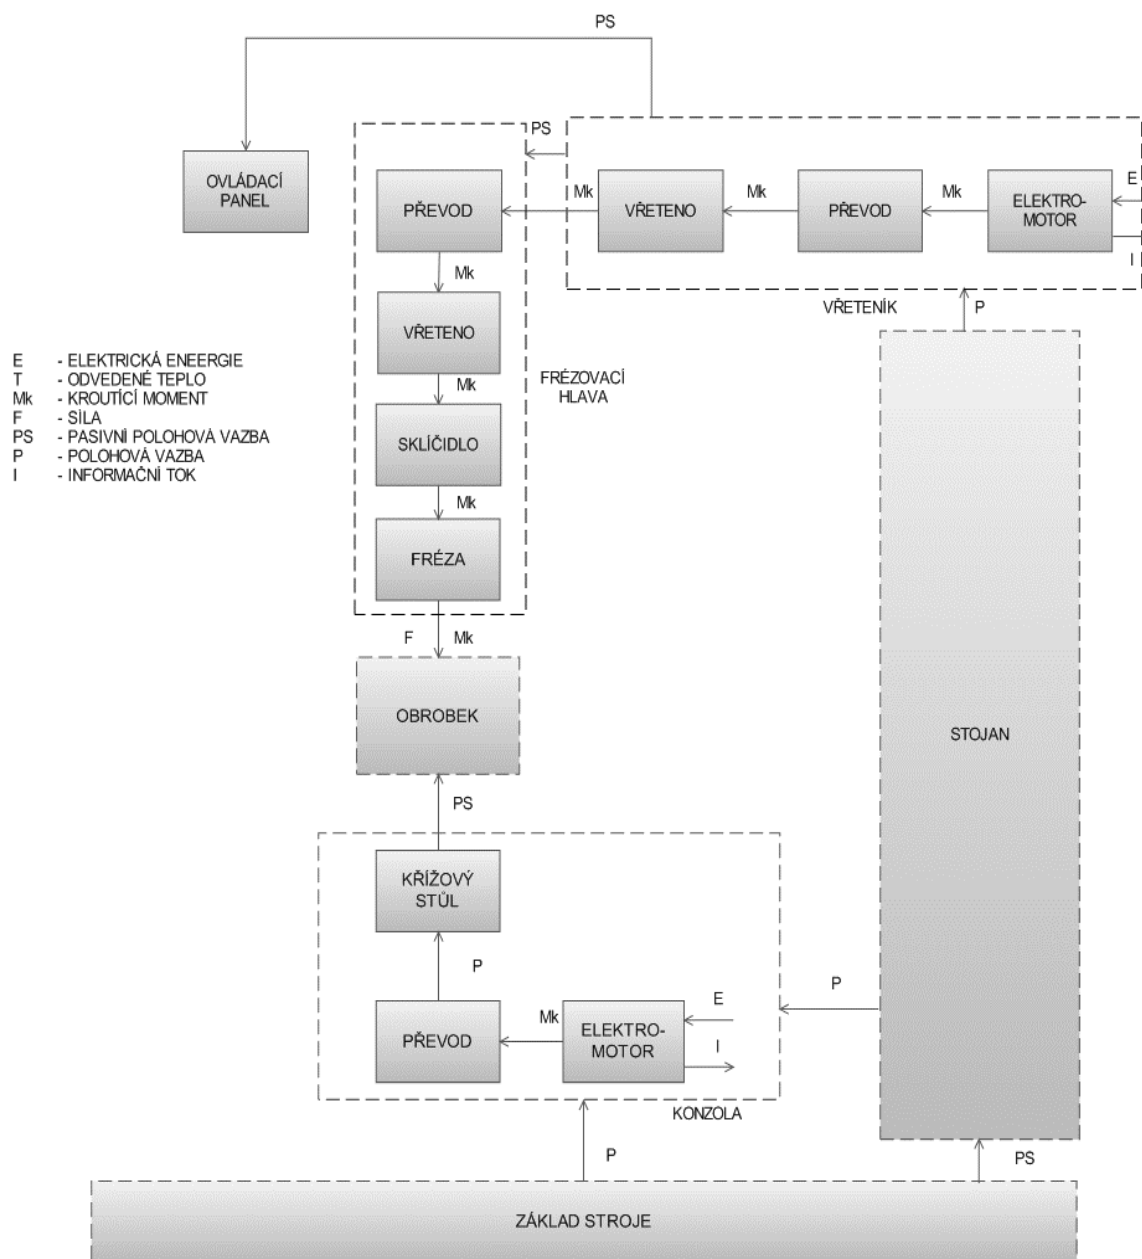 PS
PS
OVLÁDACÍ
PANEL
PŘEVOD
Mk
VŘETENO
Mk
PŘEVOD
Mk
ELEKTRO-
MOTOR
E
I
VŘETENÍK
P
Mk
VŘETENO
Mk
SKLÍČIDLO
Mk
FRÉZA
FRÉZOVACÍ
HLAVA
E - ELEKTRICKÁ ENEERGIE
T - ODVEDENÉ TEPLO
Mk - KROUTÍCÍ MOMENT
F - SÍLA
PS - PASIVNÍ POLOHOVÁ VAZBA
P - POLOHOVÁ VAZBA
I - INFORMAČNÍ TOK
F
Mk
OBROBEK
STOJAN
PS
KŘÍŽOVÝ
STŮL
P
PŘEVOD
Mk
ELEKTRO-
MOTOR
E
I
P
KONZOLA
P
PS
ZÁKLAD STROJE